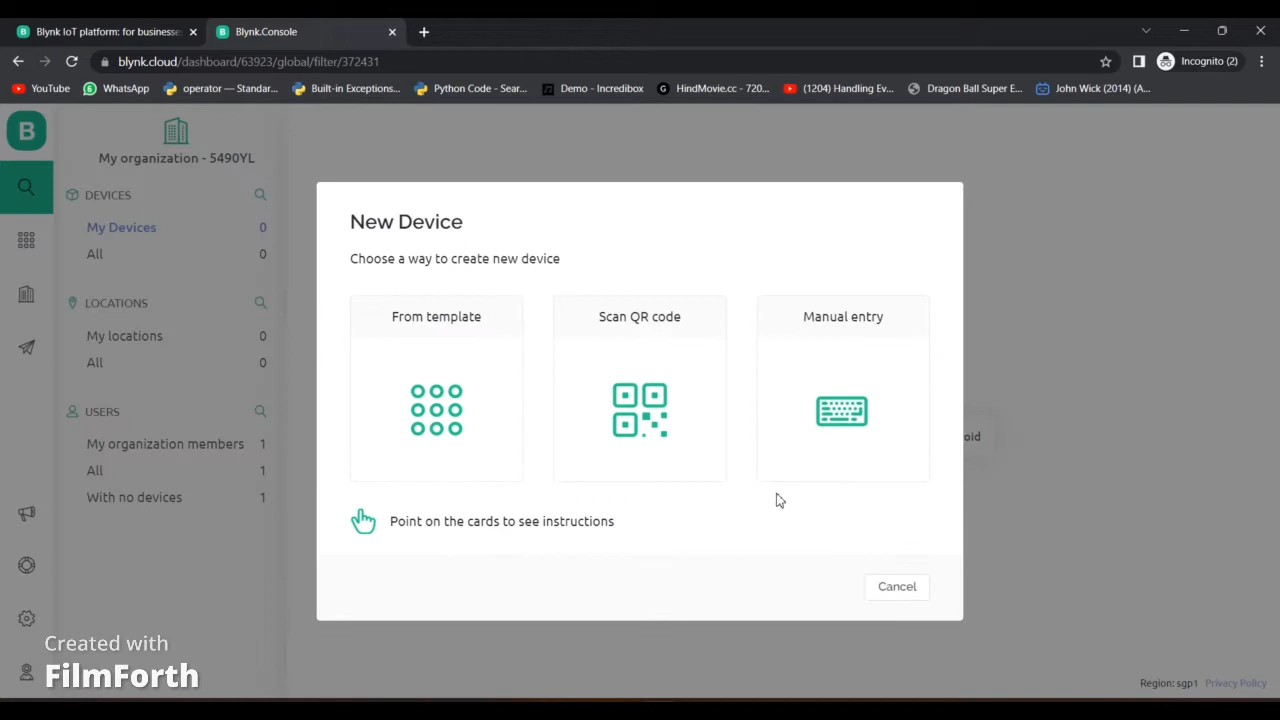 Blynk IoT platform: for businesse
Blynk.Console
Incognito (2)
blynk.cloud/dashboard/63923/global/filter/372431
YouTube
WhatsApp
operator — Standar...
Built-in Exceptions...
Python Code - Sear...
Demo - Incredibox
HindMovie.cc - 720...
(1204) Handling Ev...
Dragon Ball Super E...
John Wick (2014) (A...
B
My organization - 5490YL
DEVICES
My Devices 0
All 0
LOCATIONS
My locations 0
All 0
USERS
My organization members 1
All 1
With no devices 1
New Device
Choose a way to create new device
From template
Scan QR code
Manual entry
oid
Point on the cards to see instructions
Cancel
Created with
FilmForth
Region: sgp1 Privacy Policy